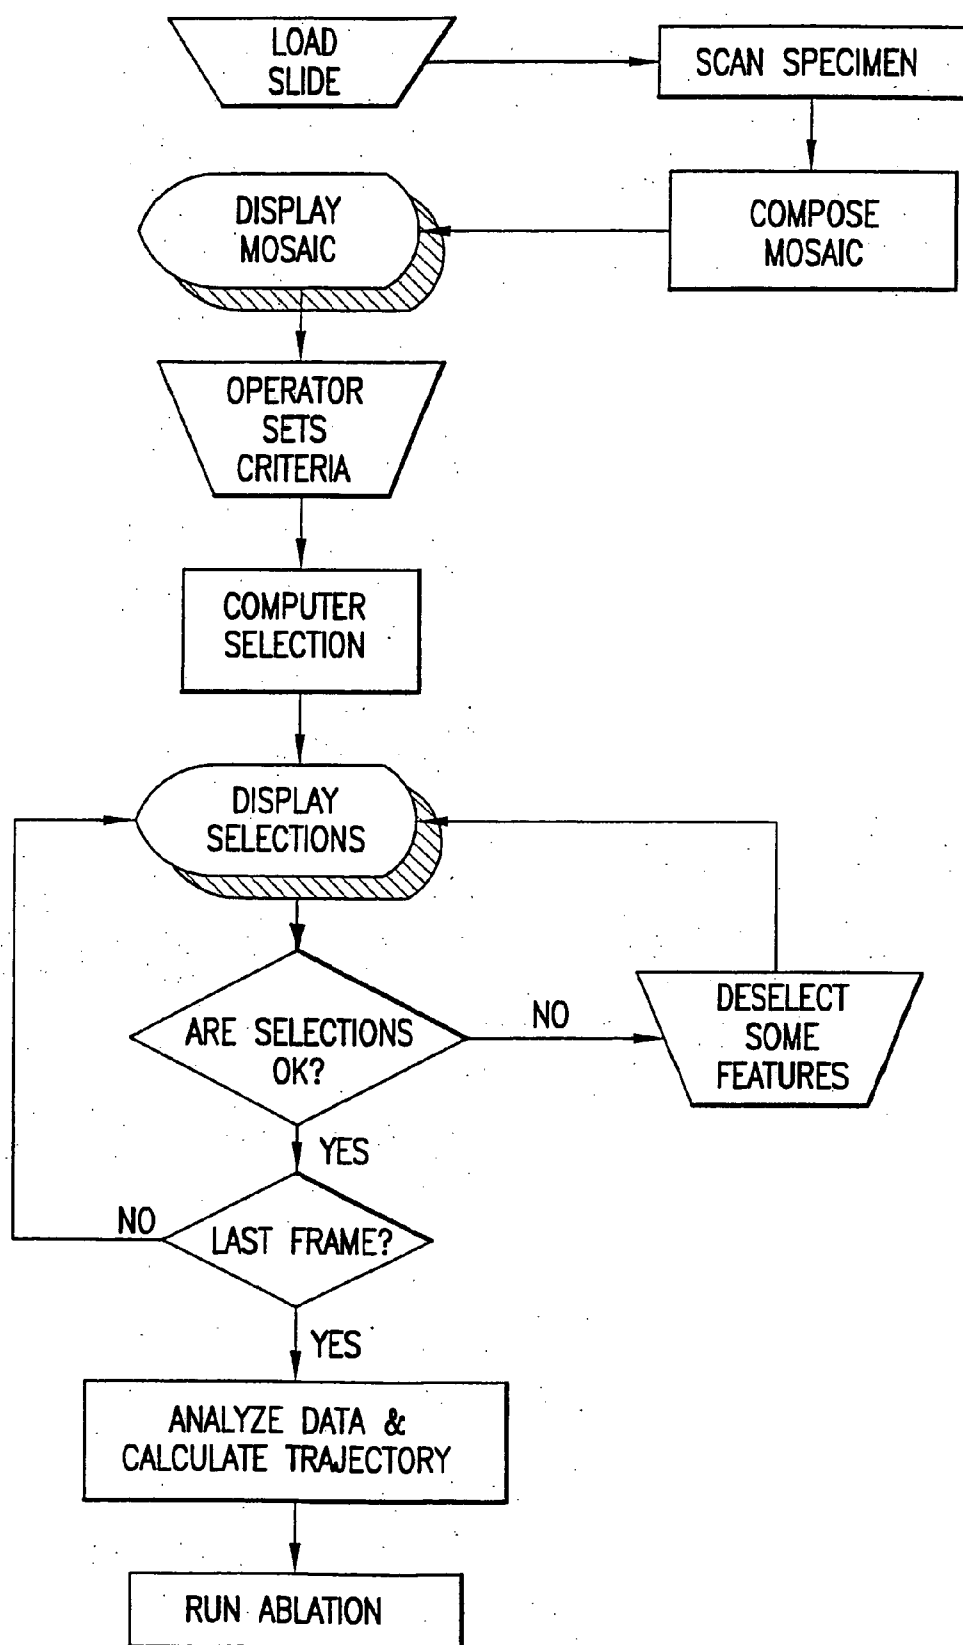 LOAD
SLIDE
SCAN SPECIMEN
COMPOSE
MOSAIC
DISPLAY
MOSAIC
OPERATOR
SETS
CRITERIA
COMPUTER
SELECTION
DISPLAY
SELECTIONS
ARE SELECTIONS
OK?
NO
DESELECT
SOME
FEATURES
YES
LAST FRAME?
NO
YES
ANALYZE DATA &
CALCULATE TRAJECTORY
RUN ABLATION